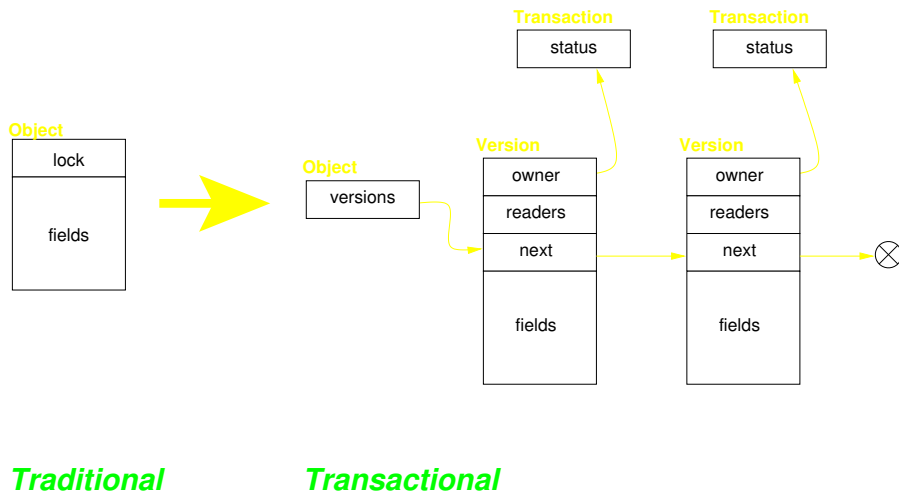 Transaction
Transaction
status
status
Object
lock
fields
Object
versions
Version
owner
readers
next
fields
Version
owner
readers
next
fields
Traditional
Transactional